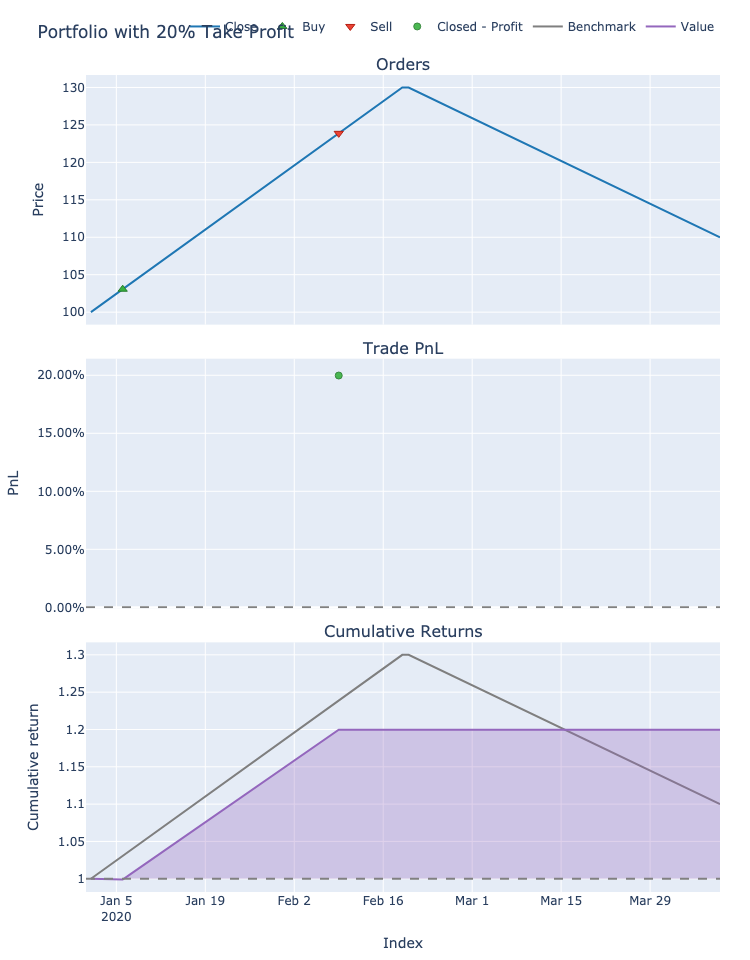 Portfolio with 20% Take Profit
Close
Buy
Sell
Closed - Profit
Benchmark
Value
Orders
130
125
120
115
110
105
100
Price
Trade PnL
20.00%
15.00%
10.00%
5.00%
0.00%
PnL
Cumulative Returns
1.3
1.25
1.2
1.15
1.1
1.05
1
Cumulative return
Jan 5
2020
Jan 19
Feb 2
Feb 16
Mar 1
Mar 15
Mar 29
Index